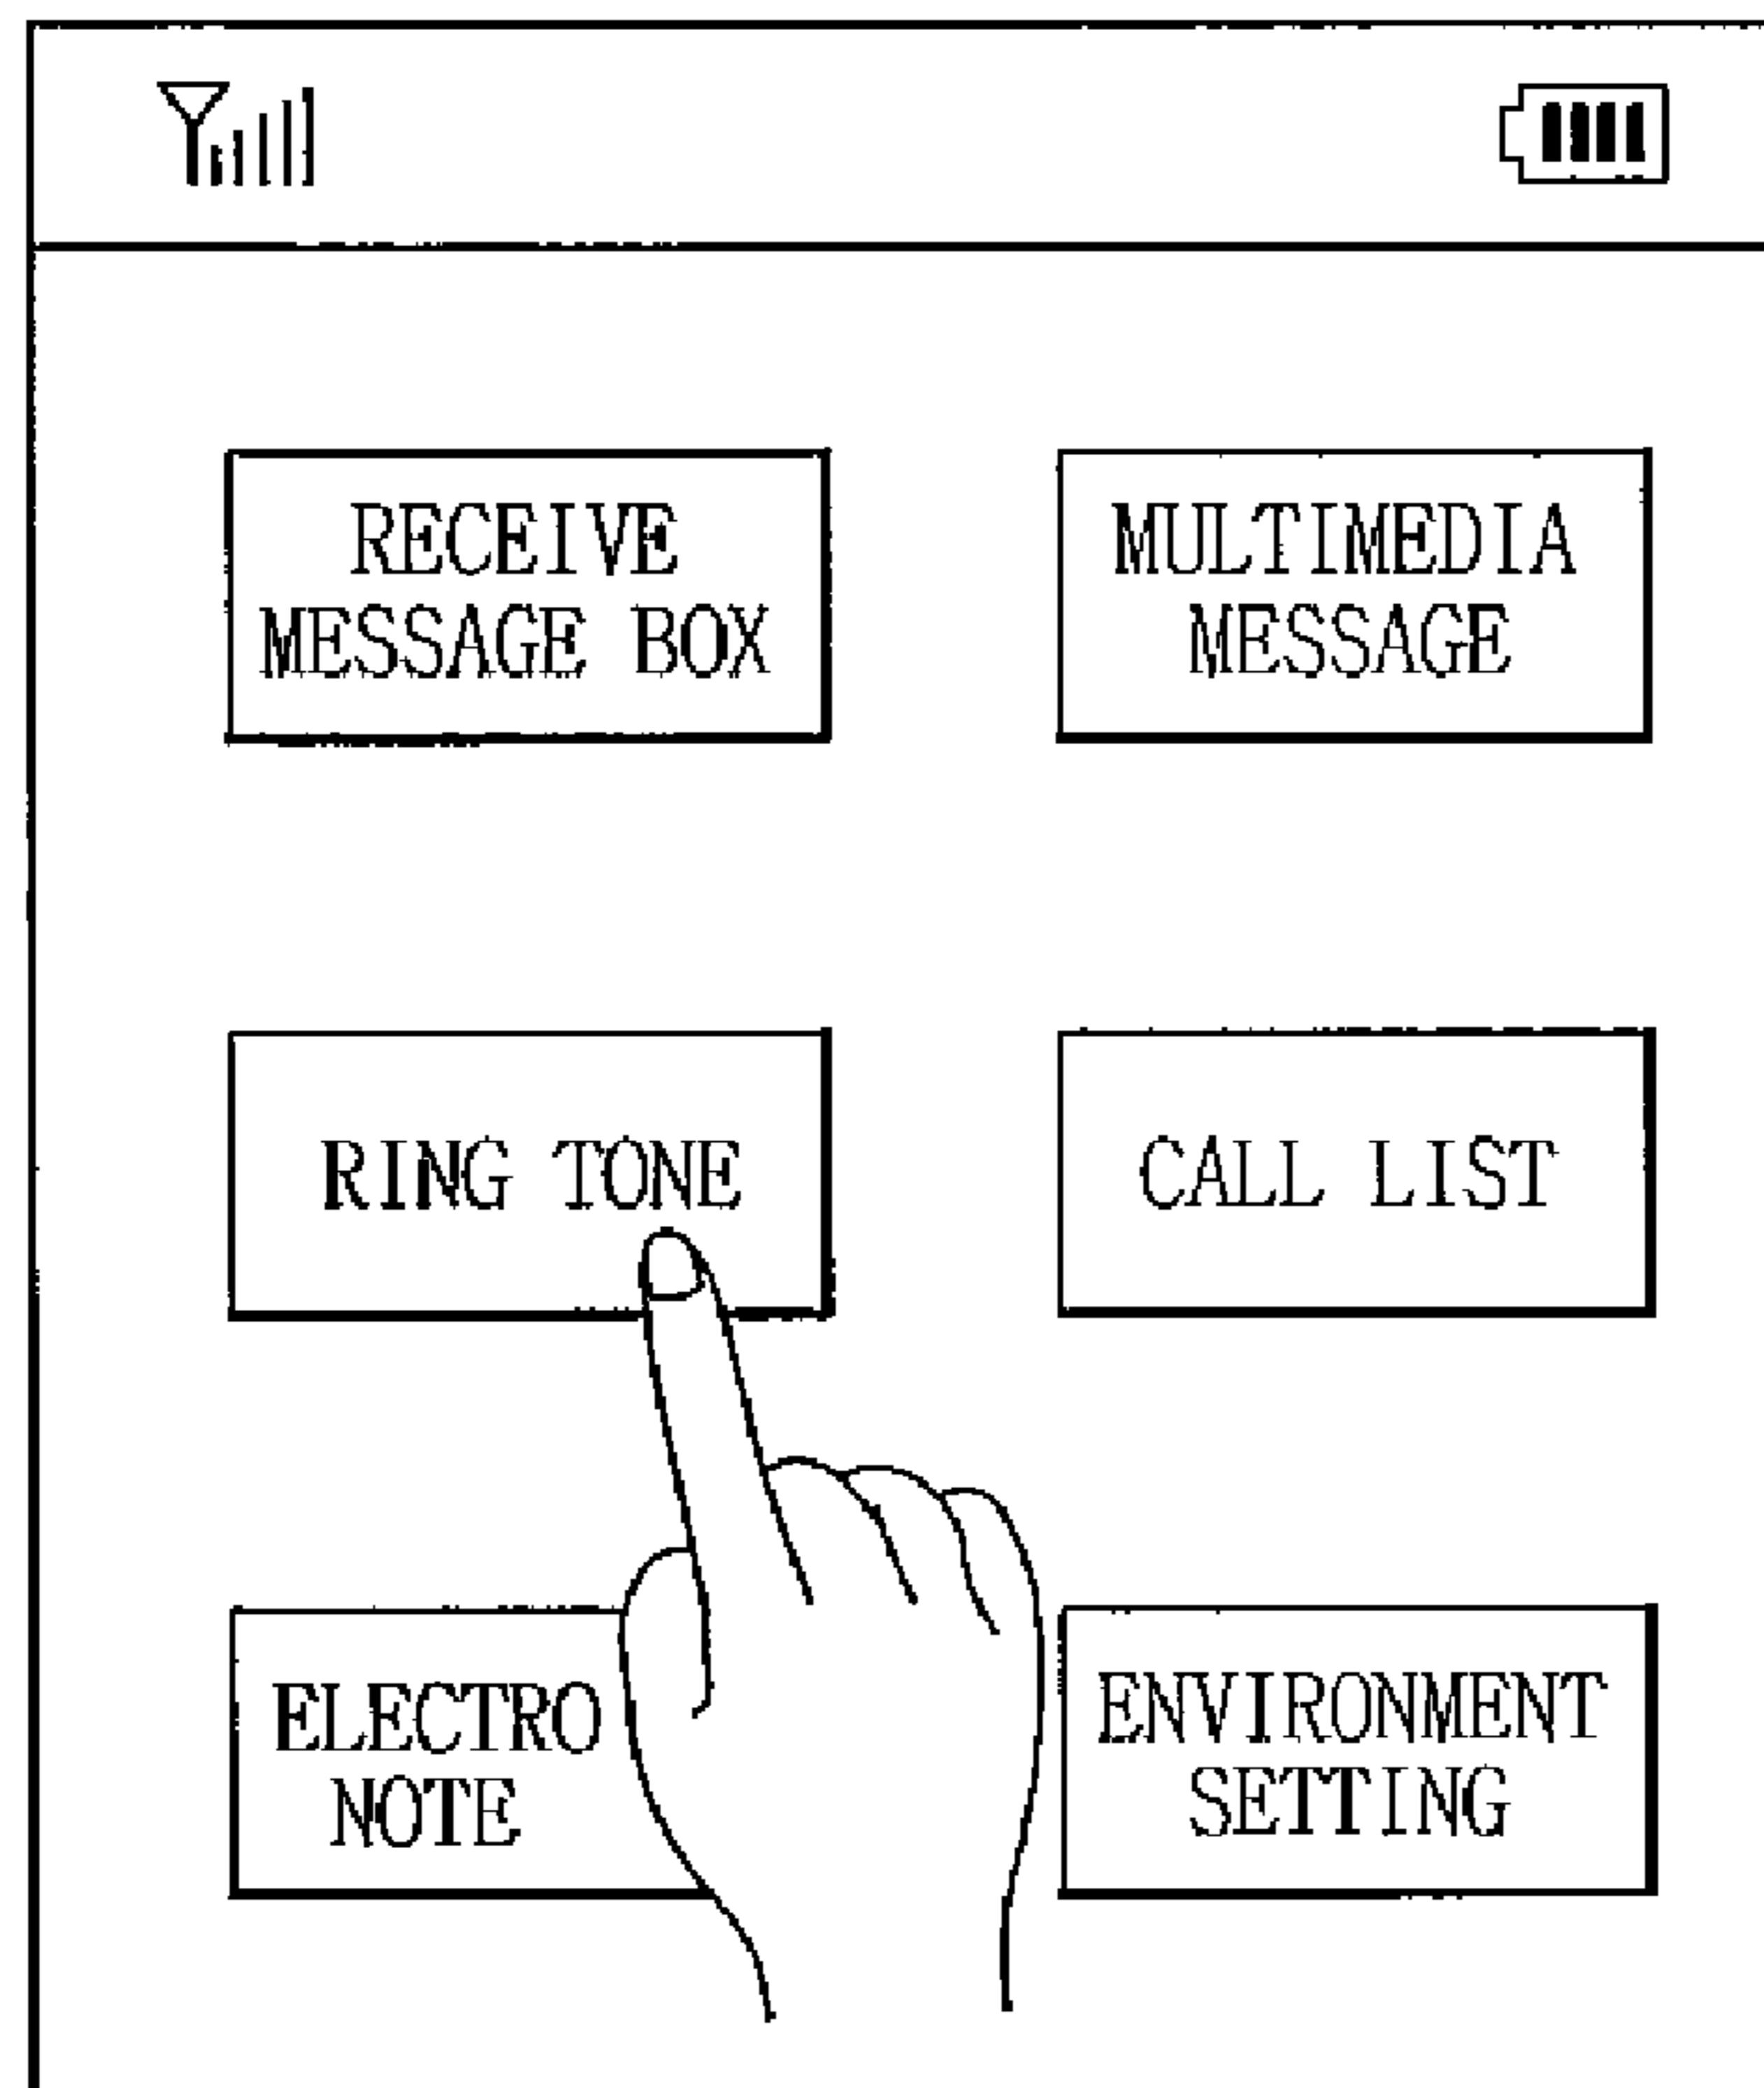 RECEIVE
MESSAGE BOX
MULTIMEDIA
MESSAGE
RING TONE
CALL LIST
ELECTRO
NOTE
ENVIRONMENT
SETTING